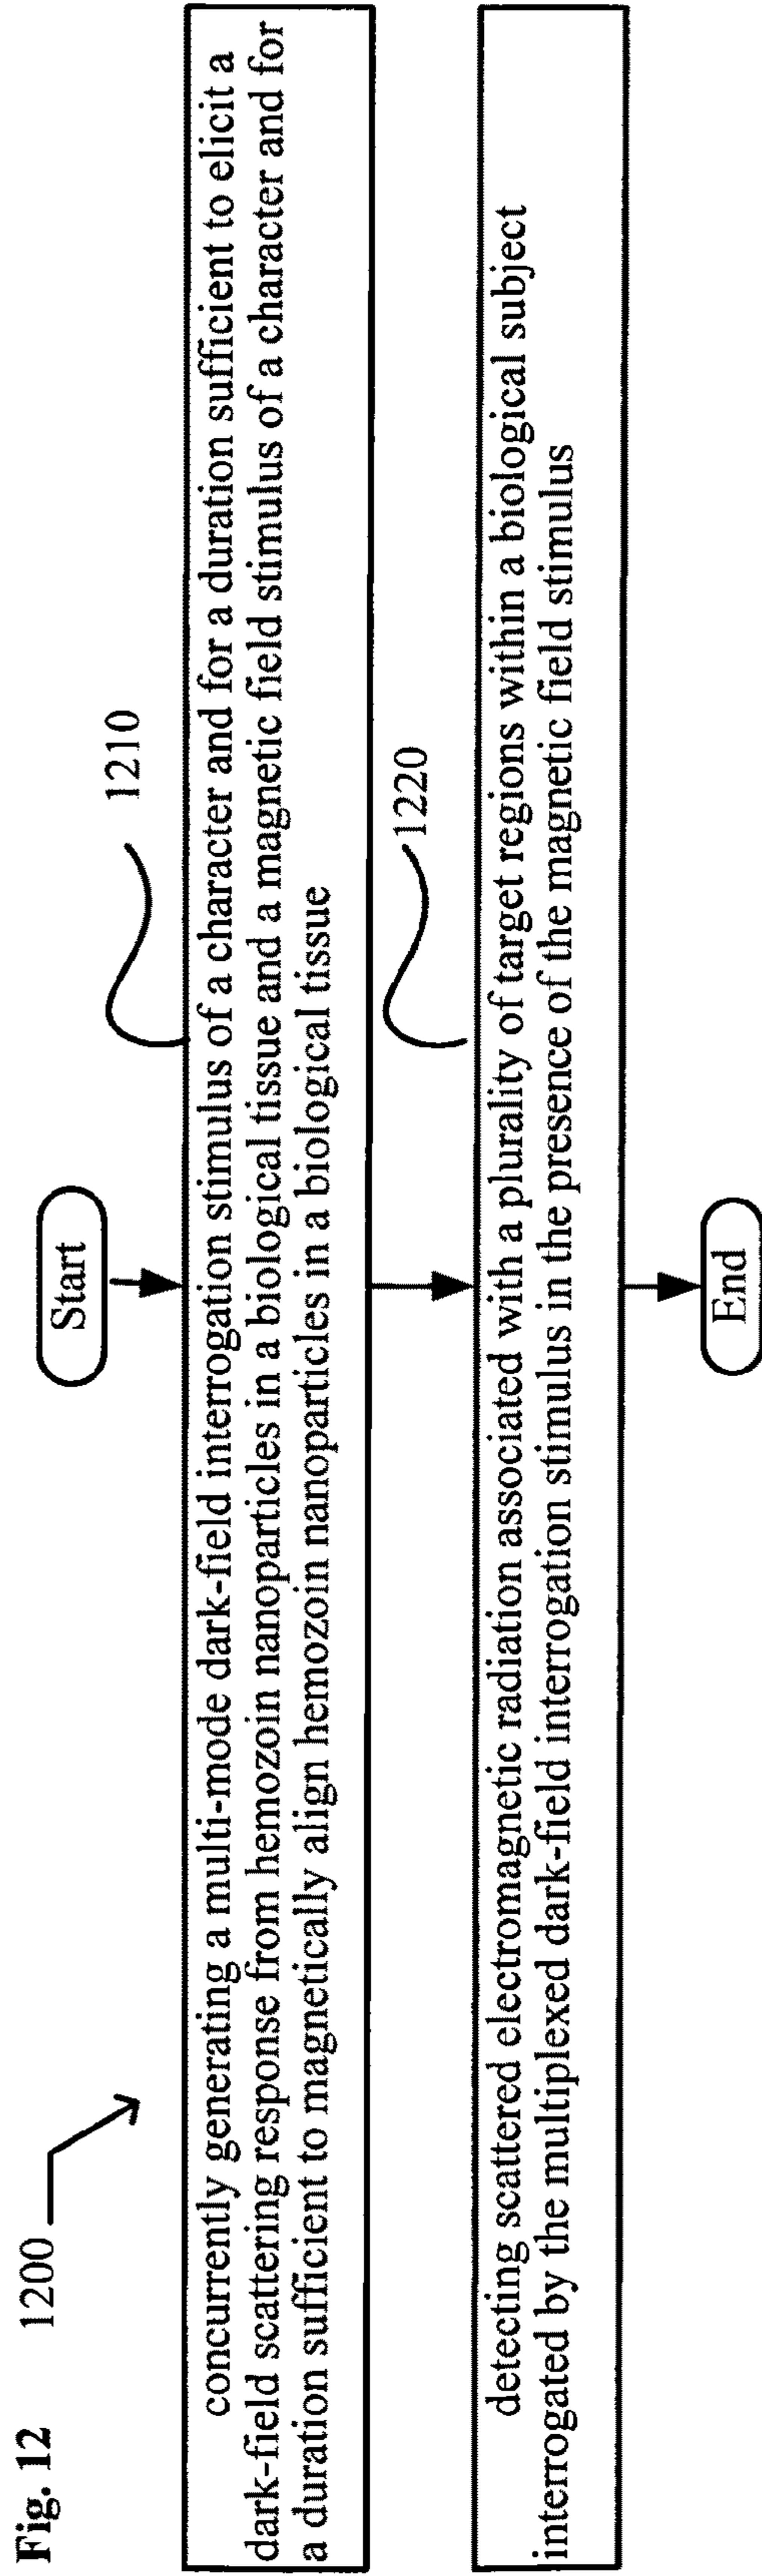 Fig. 12
1200
Start
1210
concurrently generating a multi-mode dark-field interrogation stimulus of a character and for a duration sufficient to elicit a
dark-field scattering response from hemozoin nanoparticles in a biological tissue and a magnetic field stimulus of a character and for
a duration sufficient to magnetically align hemozoin nanoparticles in a biological tissue
1220
detecting scattered electromagnetic radiation associated with a plurality of target regions within a biological subject
interrogated by the multiplexed dark-field interrogation stimulus in the presence of the magnetic field stimulus
End